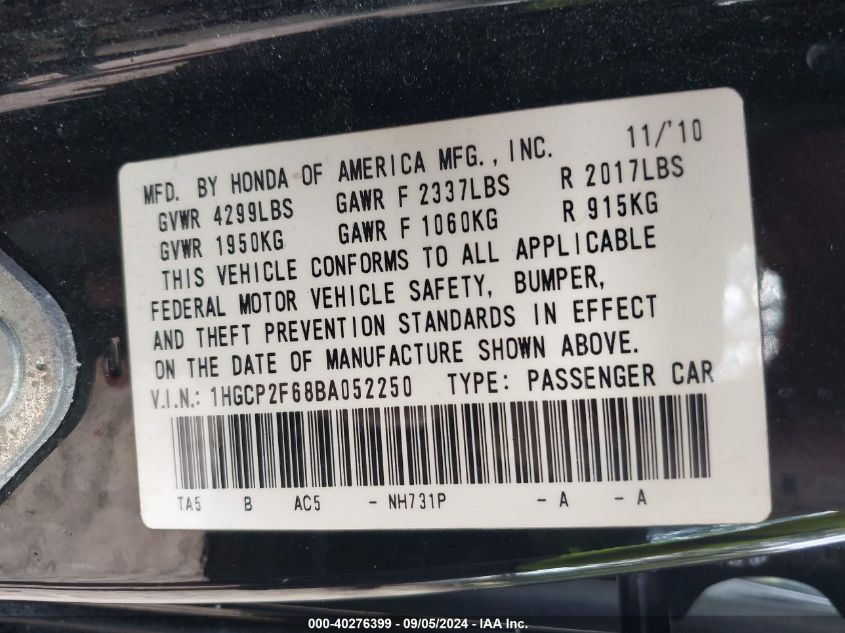 MFD. BY HONDA OF AMERICA MFG., INC. 11/'10
GVWR 4299LBS GAWR F 2337LBS R 2017LBS
GVWR 1950KG GAWR F 1060KG R 915KG
THIS VEHICLE CONFORMS TO ALL APPLICABLE
FEDERAL MOTOR VEHICLE SAFETY, BUMPER,
AND THEFT PREVENTION STANDARDS IN EFFECT
ON THE DATE OF MANUFACTURE SHOWN ABOVE.
V.I.N.: 1HGCP2F68BA052250 TYPE: PASSENGER CAR
TA5 B AC5 - NH731P - A - A
000-40276399 - 09/05/2024 - IAA Inc.